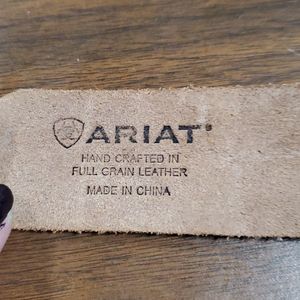 ARIAT®
HAND CRAFTED IN
FULL GRAIN LEATHER
MADE IN CHINA